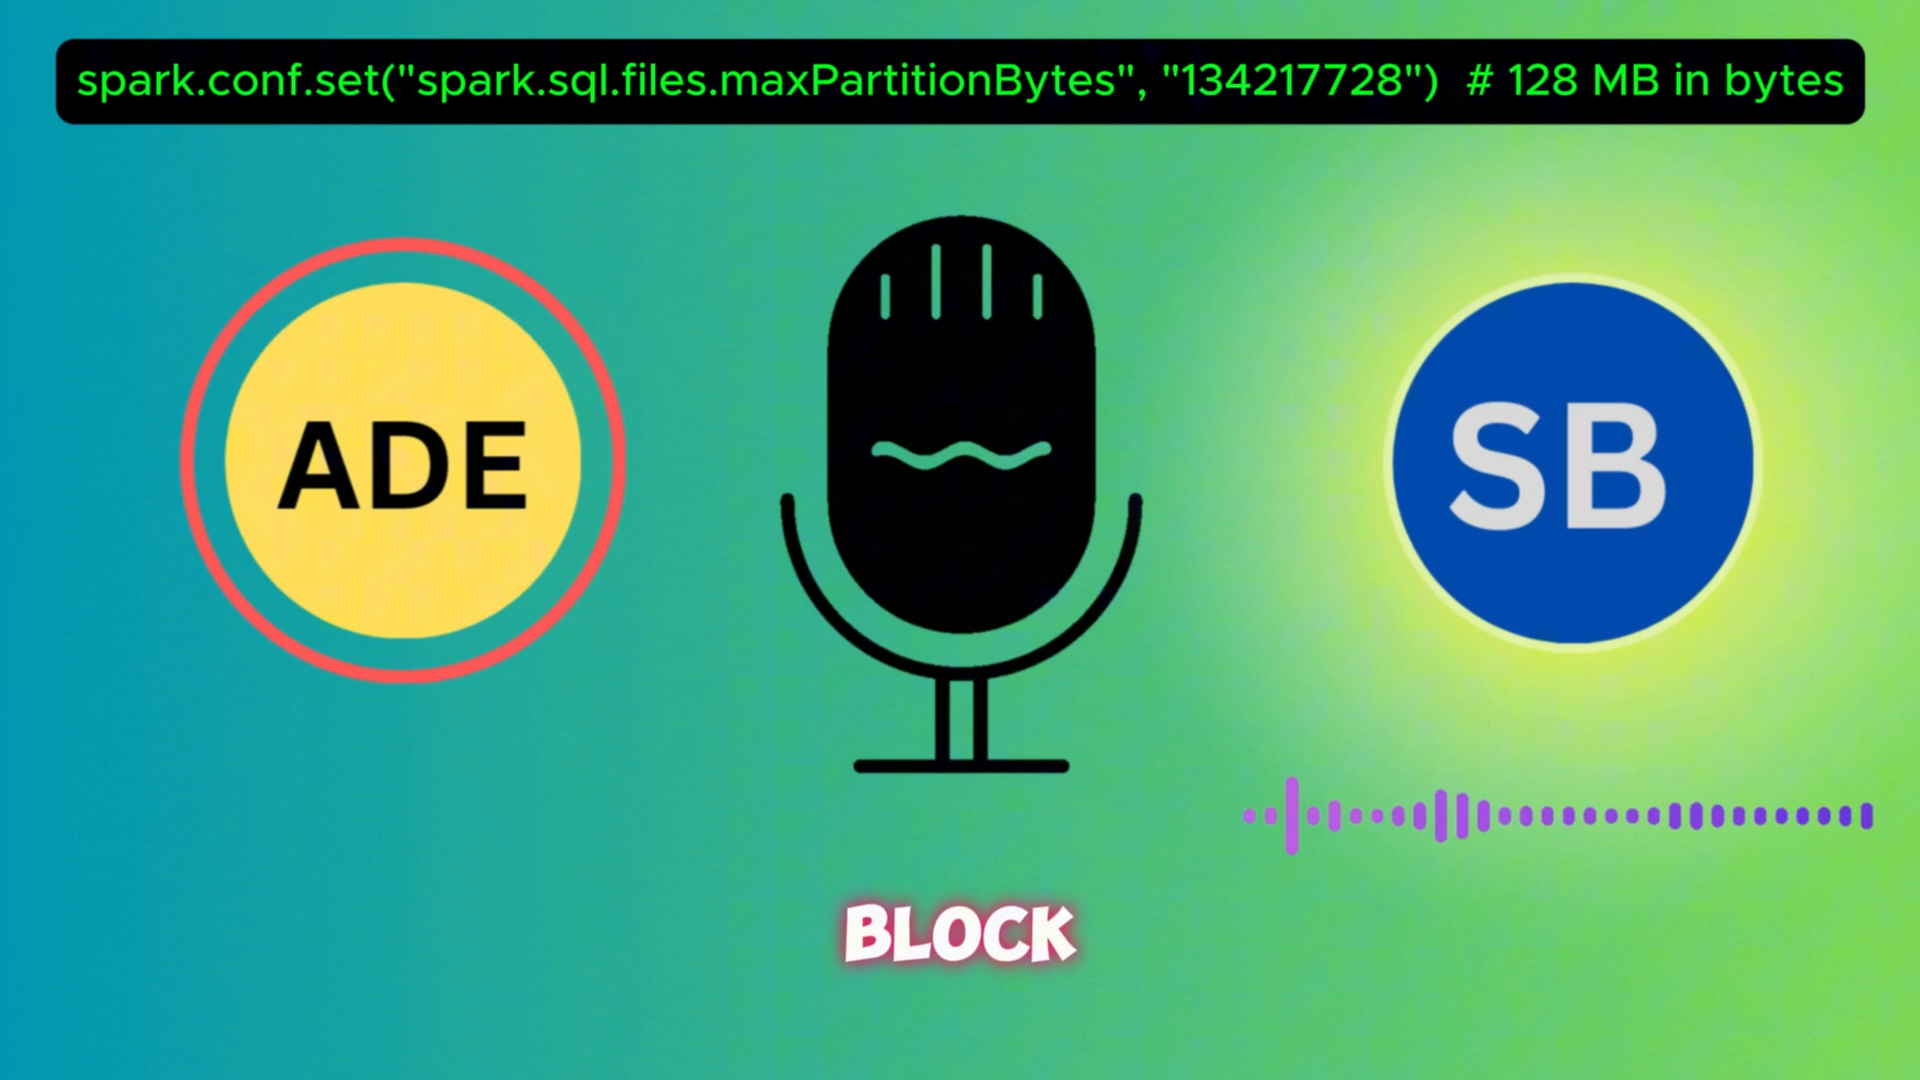 spark.conf.set("spark.sql.files.maxPartitionBytes", "134217728")  # 128 MB in bytes
ADE
SB
BLOCK